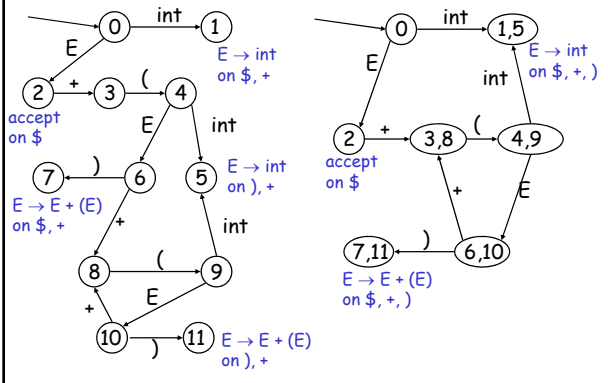 0 int 1
E
E → int
on $, +
2 + 3 ( 4
accept
on $
E int
7 ) 6 5
E → int
on ), +
E → E + (E)
on $, +
+ int
8 ( 9
+ E
10 ) 11
E → E + (E)
on ), +
0 int 1,5
E
E → int
on $, +, )
int
2 + 3,8 ( 4,9
accept
on $
+ E
7,11 ) 6,10
E → E + (E)
on $, +, )